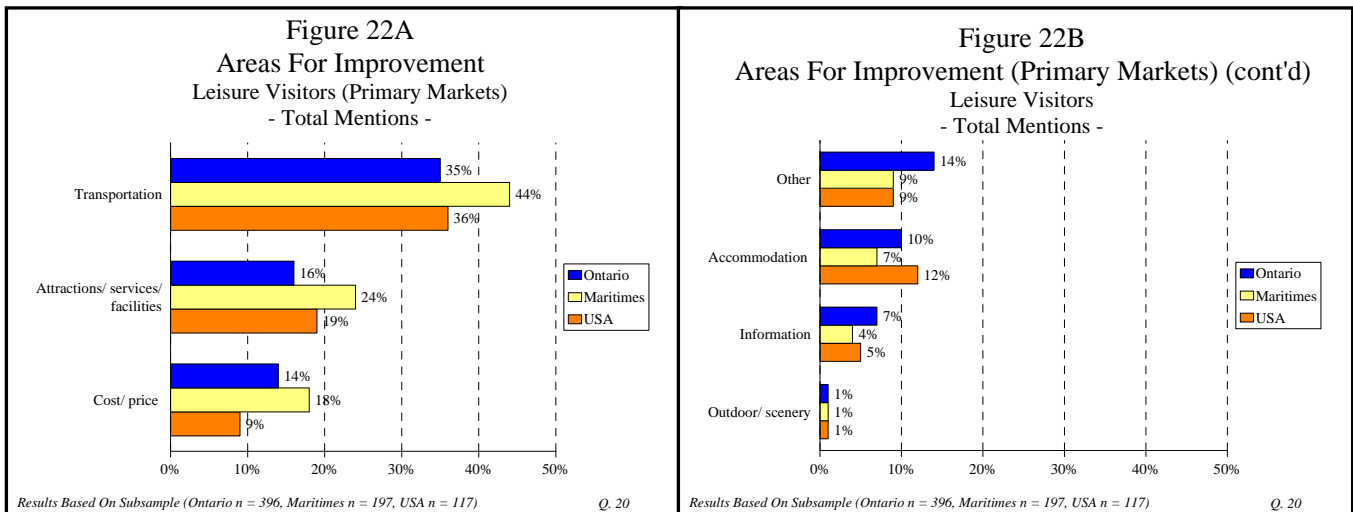 Figure 22A
Areas For Improvement
Leisure Visitors (Primary Markets)
- Total Mentions -
Transportation
35%
44%
36%
Attractions/ services/
facilities
16%
24%
19%
Cost/ price
14%
18%
9%
Ontario
Maritimes
USA
0% 10% 20% 30% 40% 50%
Results Based On Subsample (Ontario n = 396, Maritimes n = 197, USA n = 117) Q. 20
Figure 22B
Areas For Improvement (Primary Markets) (cont'd)
Leisure Visitors
- Total Mentions -
Other
14%
9%
9%
Accommodation
10%
7%
12%
Information
7%
4%
5%
Outdoor/ scenery
1%
1%
1%
Ontario
Maritimes
USA
0% 10% 20% 30% 40% 50%
Results Based On Subsample (Ontario n = 396, Maritimes n = 197, USA n = 117) Q. 20